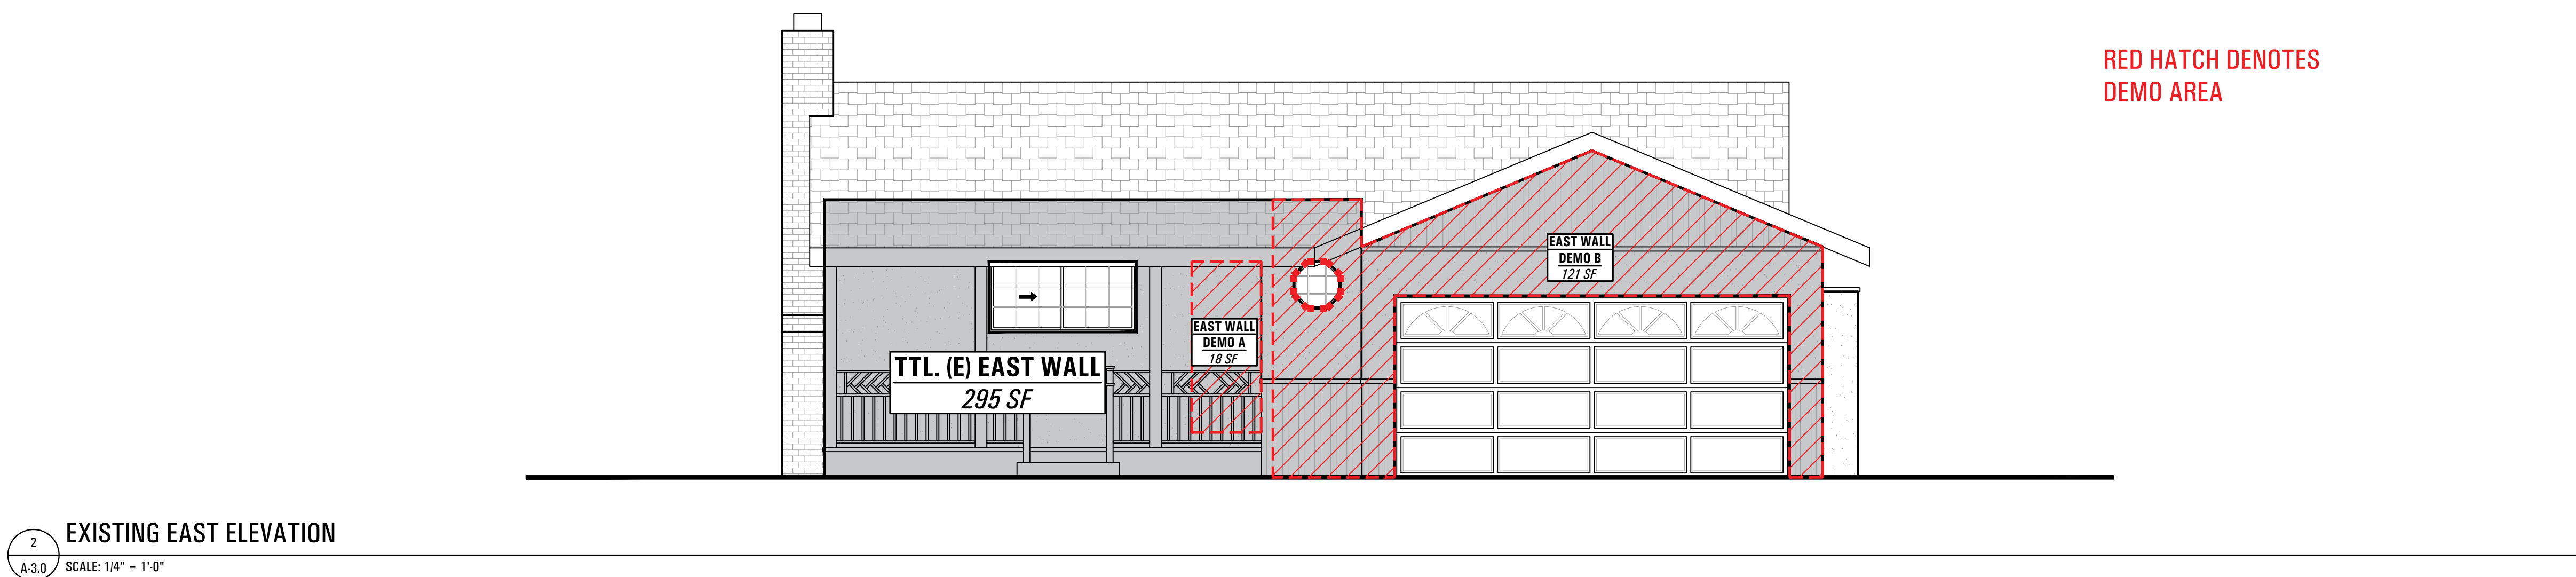 RED HATCH DENOTES
DEMO AREA
EAST WALL
DEMO B
121 SF
EAST WALL
DEMO A
18 SF
TTL. (E) EAST WALL
295 SF
2
A-3.0
EXISTING EAST ELEVATION
SCALE: 1/4" = 1'-0"